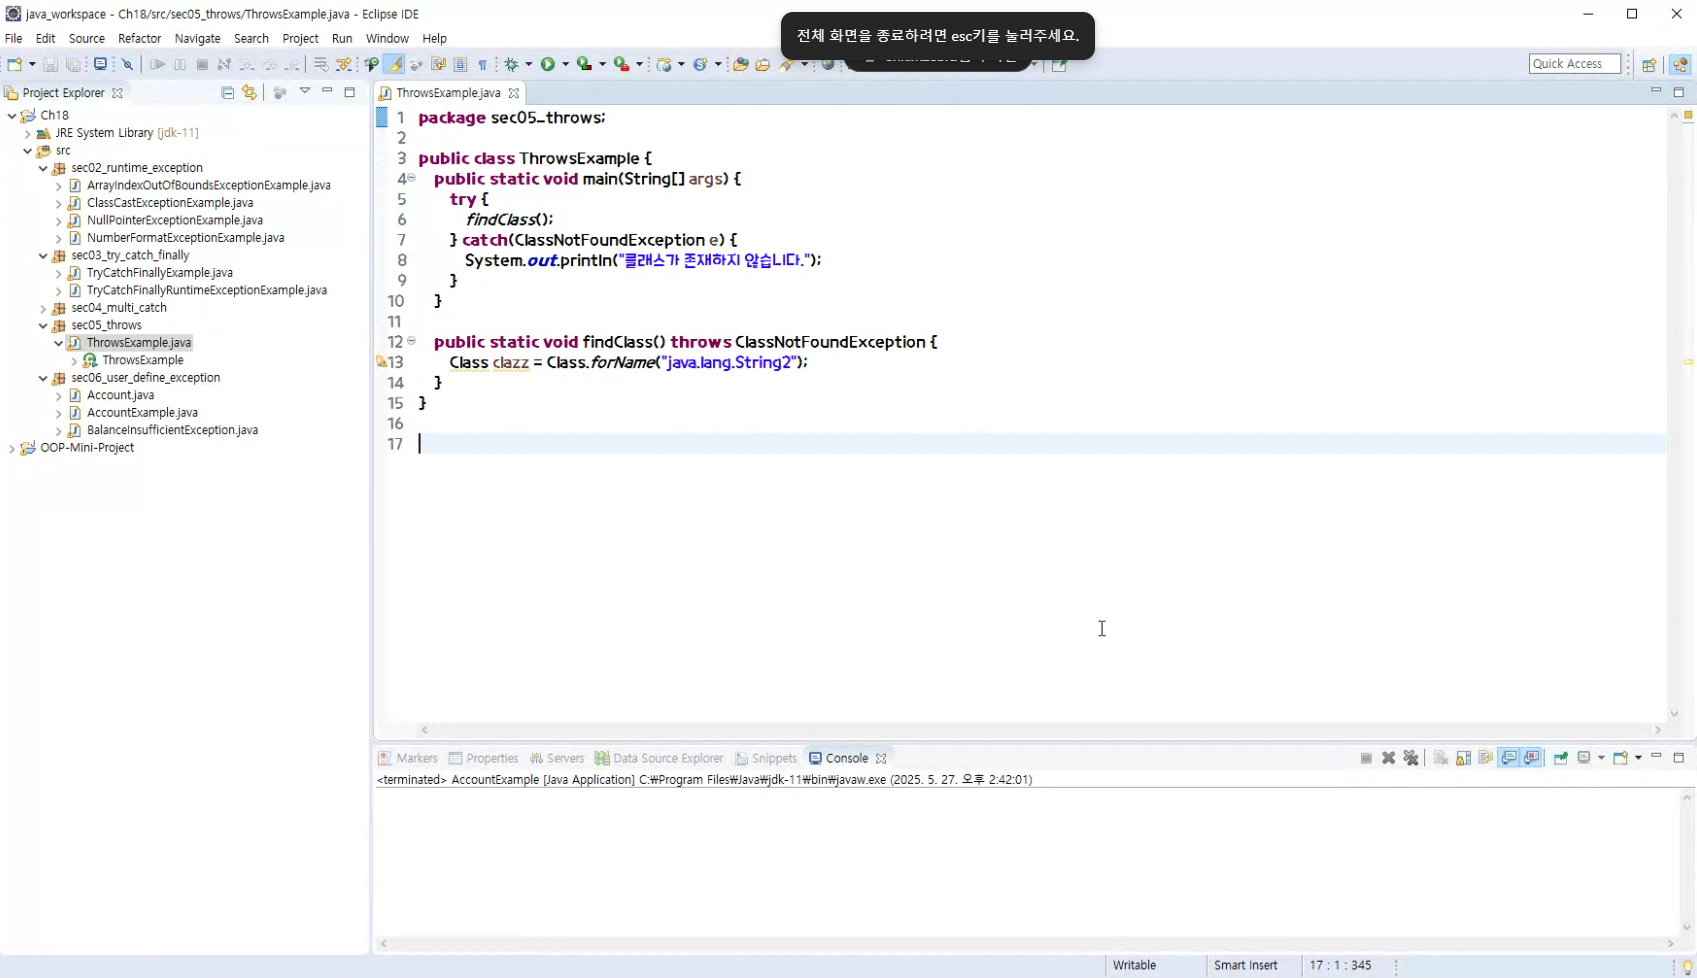 java_workspace - Ch18/src/sec05_throws/ThrowsExample.java - Eclipse IDE
전체 화면을 종료하려면 esc키를 눌러주세요.
File Edit Source Refactor Navigate Search Project Run Window Help
Quick Access
Project Explorer
ThrowsExample.java
Ch18
JRE System Library [jdk-11]
src
sec02_runtime_exception
ArrayIndexOutOfBoundsExceptionExample.java
ClassCastExceptionExample.java
NullPointerExceptionExample.java
NumberFormatExceptionExample.java
sec03_try_catch_finally
TryCatchFinallyExample.java
TryCatchFinallyRuntimeExceptionExample.java
sec04_multi_catch
sec05_throws
ThrowsExample.java
ThrowsExample
sec06_user_define_exception
Account.java
AccountExample.java
BalanceInsufficientException.java
OOP-Mini-Project
1 package sec05_throws;
2
3 public class ThrowsExample {
4 public static void main(String[] args) {
5 try {
6 findClass();
7 } catch(ClassNotFoundException e) {
8 System.out.println("클래스가 존재하지 않습니다.");
9 }
10 }
11
12 public static void findClass() throws ClassNotFoundException {
13 Class clazz = Class.forName("java.lang.String2");
14 }
15 }
16
17
Markers Properties Servers Data Source Explorer Snippets Console
<terminated> AccountExample [Java Application] C:₩Program Files₩Java₩jdk-11₩bin₩javaw.exe (2025. 5. 27. 오후 2:42:01)
Writable Smart Insert 17 : 1 : 345